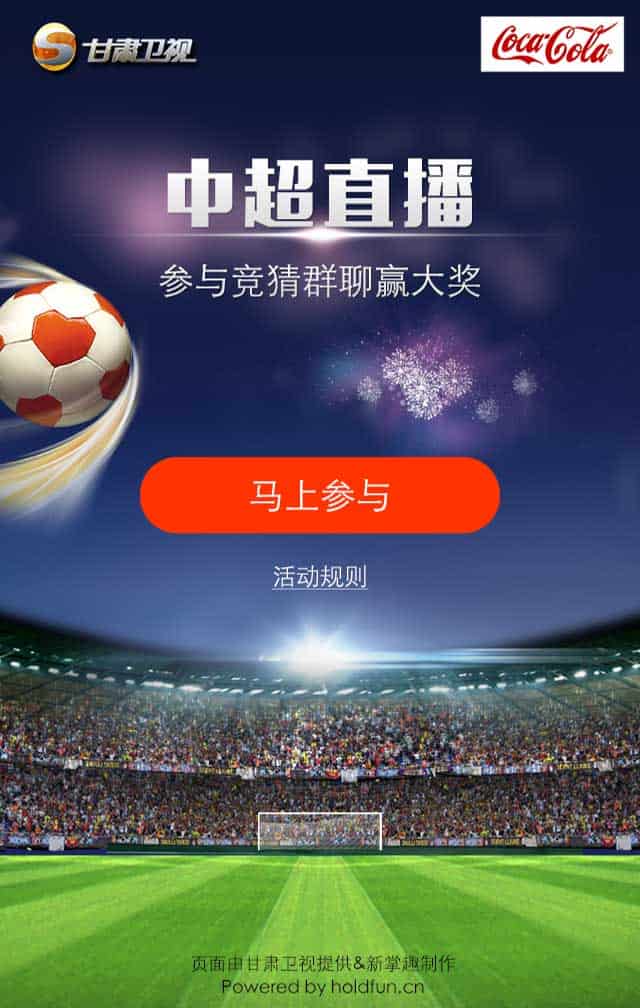 甘肃卫视
Coca-Cola
中超直播
参与竞猜群聊赢大奖
马上参与
活动规则
页面由甘肃卫视提供&新掌趣制作
Powered by holdfun.cn